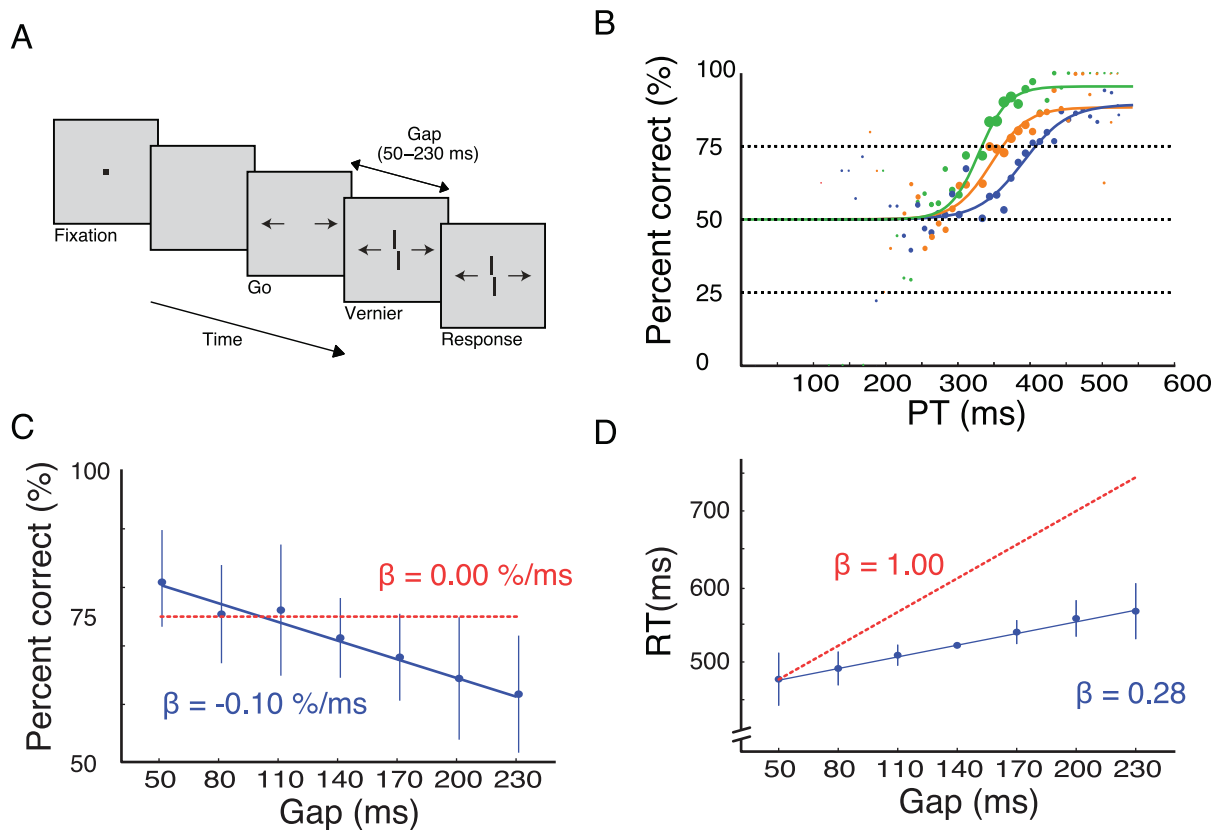 A
Fixation
Go
Vernier
Response
Gap
(50–230 ms)
Time
B
Percent correct (%)
100
75
50
25
0
100 200 300 400 500 600
PT (ms)
C
Percent correct (%)
100
75
50
β = 0.00 %/ms
β = -0.10 %/ms
50 80 110 140 170 200 230
Gap (ms)
D
RT(ms)
700
600
500
β = 1.00
β = 0.28
50 80 110 140 170 200 230
Gap (ms)